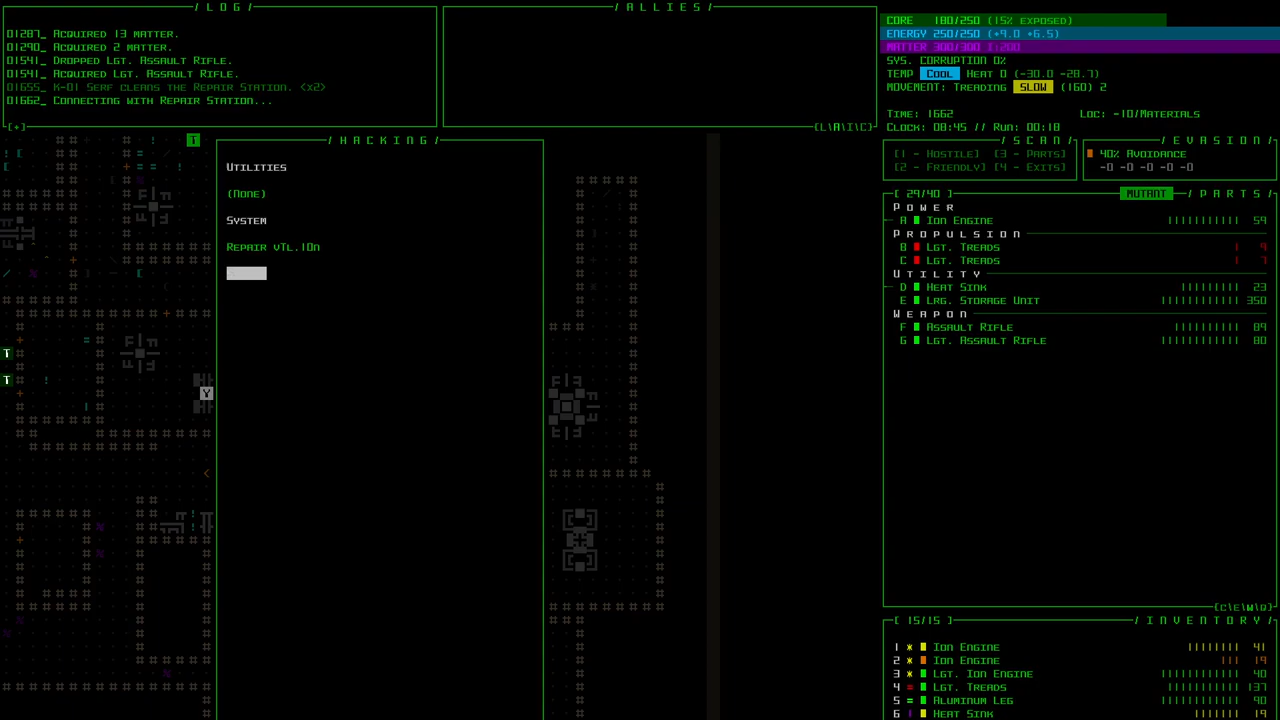 / L O G /
01287_ Acquired 13 matter.
01290_ Acquired 2 matter.
01541_ Dropped Lgt. Assault Rifle.
01541_ Acquired Lgt. Assault Rifle.
01655_ K-01 Serf cleans the Repair Station. <x2>
01662_ Connecting with Repair Station...
[+]
/ A L L I E S /
[L\A\I\C]
CORE 180/250 (15% EXPOSED)
ENERGY 250/250 (+9.0 +6.5)
MATTER 300/300
SYS. CORRUPTION 0%
TEMP COOL HEAT 0 (-30.0 -28.7)
MOVEMENT: TREADING SLOW (160) 2
TIME: 1662 LOC: -10/MATERIALS
CLOCK: 08:45 // RUN: 00:18
/ S C A N /
[1 - HOSTILE] [3 - PARTS]
[2 - FRIENDLY] [4 - EXITS]
/ E V A S I O N /
40% AVOIDANCE
-0 -0 -0 -0 -0
/ H A C K I N G /
UTILITIES
(NONE)
SYSTEM
REPAIR vTL.10n
[ 29/40 ] MUTANT / P A R T S /
P O W E R
A ION ENGINE 59
P R O P U L S I O N
B LGT. TREADS 9
C LGT. TREADS 7
U T I L I T Y
D HEAT SINK 23
E LRG. STORAGE UNIT 350
W E A P O N
F ASSAULT RIFLE 89
G LGT. ASSAULT RIFLE 80
[C\E\W\Q]
[ 15/15 ] / I N V E N T O R Y /
1 * ION ENGINE 41
2 * ION ENGINE 19
3 * LGT. ION ENGINE 40
4 = LGT. TREADS 137
5 = ALUMINUM LEG 90
6 HEAT SINK 19
T
T
T
Y